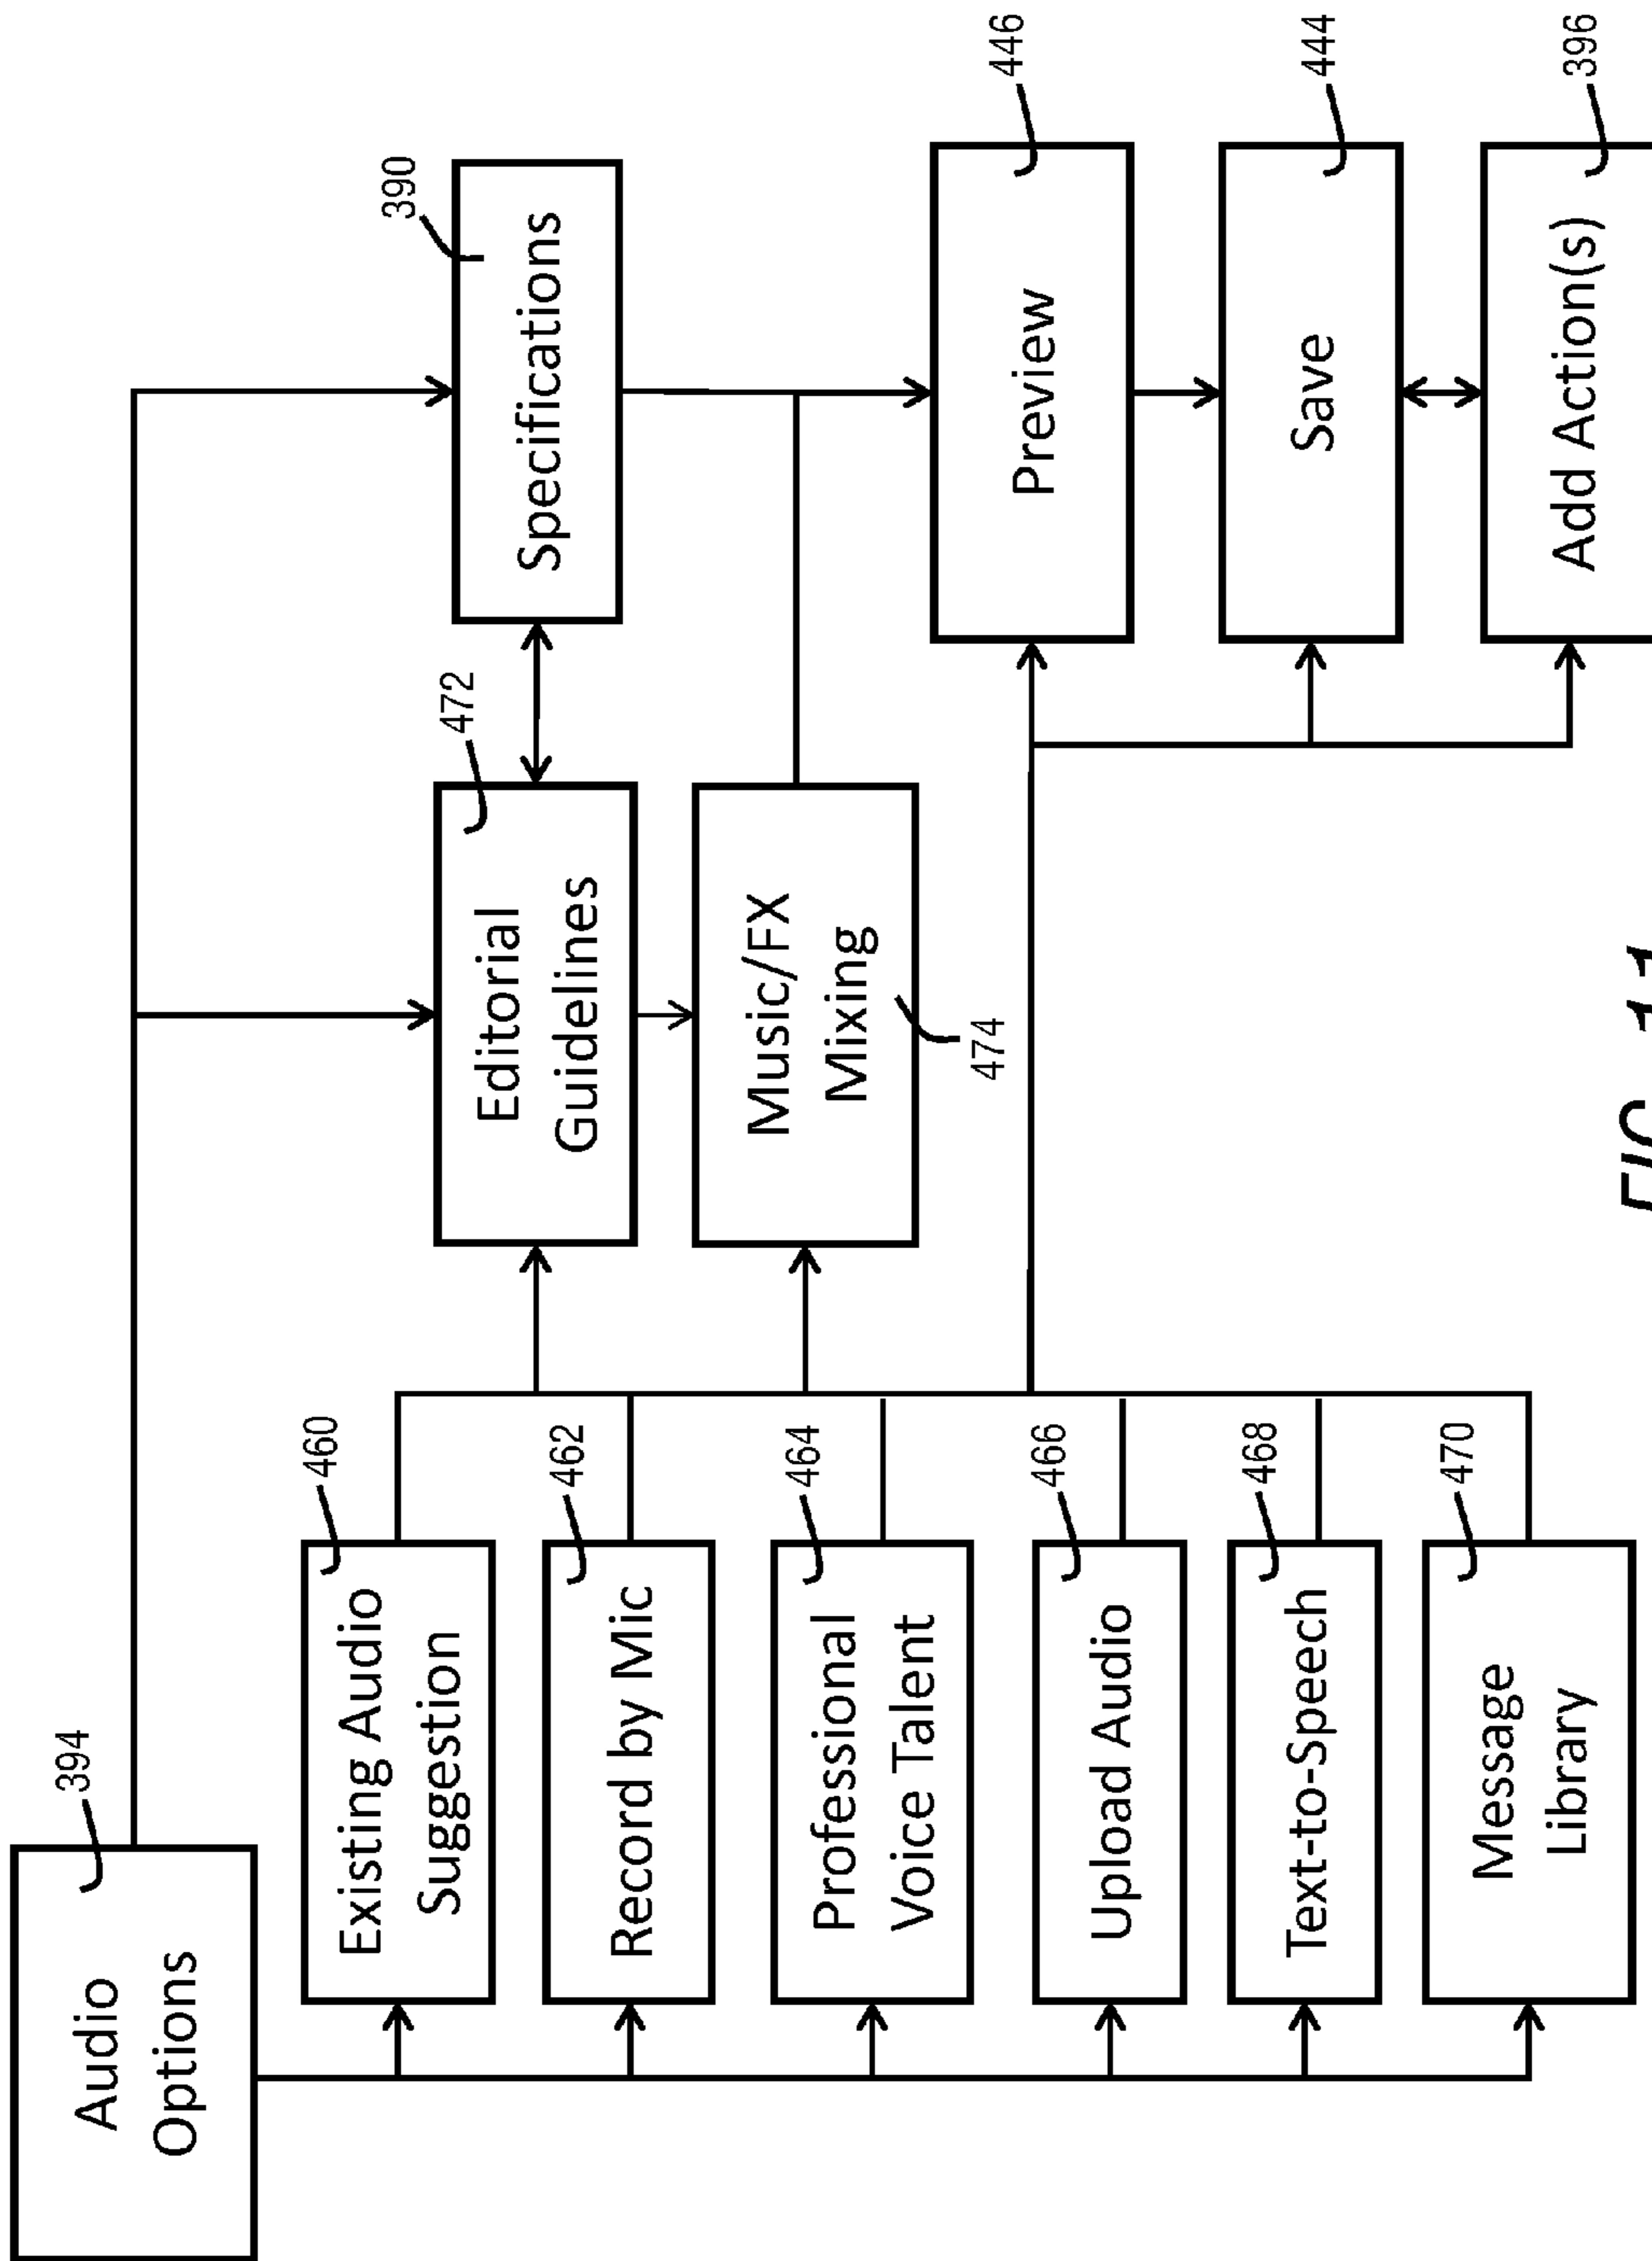 394
Audio
Options
460
Existing Audio
Suggestion
462
Record by Mic
464
Professional
Voice Talent
466
Upload Audio
468
Text-to-Speech
470
Message
Library
472
Editorial
Guidelines
Music/FX
Mixing
474
390
Specifications
446
Preview
444
Save
396
Add Action(s)
FIG. 11